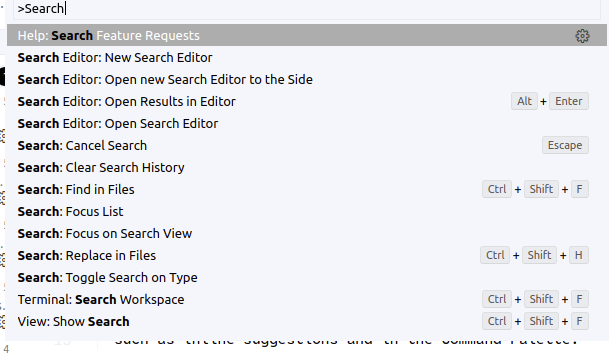 >Search
Help: Search Feature Requests
Search Editor: New Search Editor
Search Editor: Open new Search Editor to the Side
Search Editor: Open Results in Editor Alt + Enter
Search Editor: Open Search Editor
Search: Cancel Search Escape
Search: Clear Search History
Search: Find in Files Ctrl + Shift + F
Search: Focus List
Search: Focus on Search View
Search: Replace in Files Ctrl + Shift + H
Search: Toggle Search on Type
Terminal: Search Workspace Ctrl + Shift + F
View: Show Search Ctrl + Shift + F
such as inline suggestions and in the Command Palette.